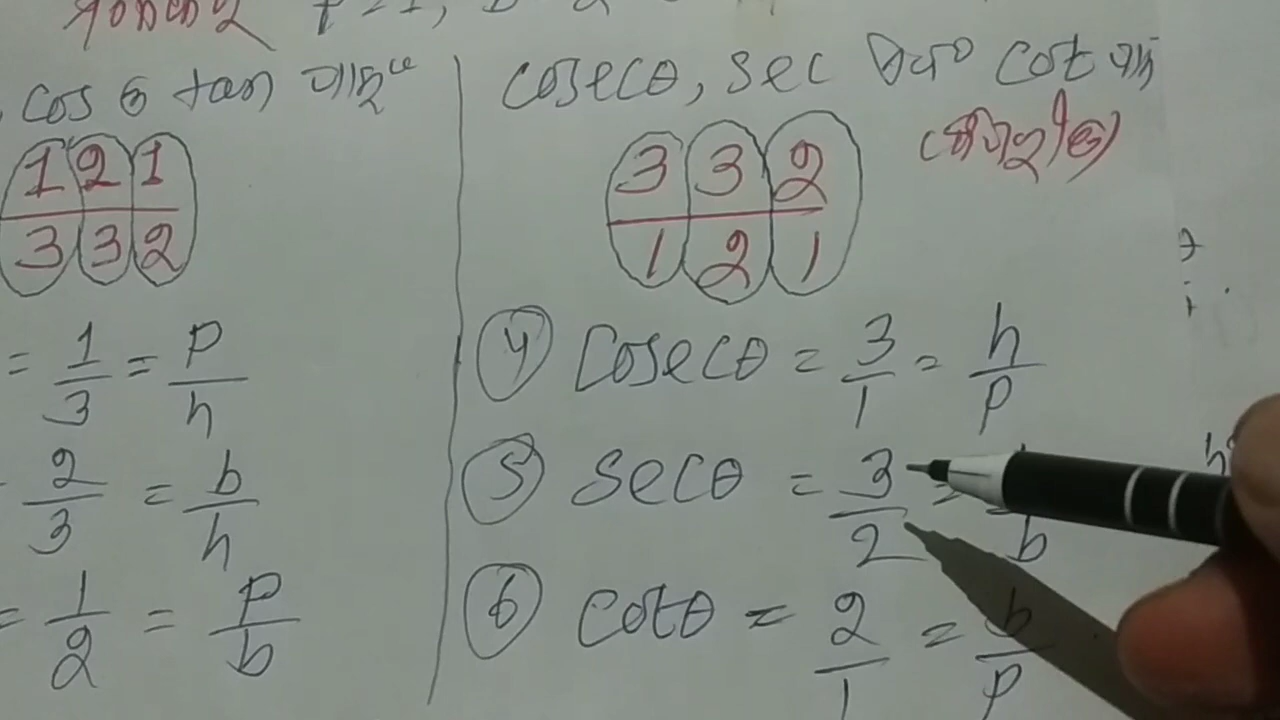 cos ও tan
1 2 1
3 3 2
= 1/3 = p/h
2/3 = b/h
= 1/2 = p/b
cosecθ, sec cot
3 3 2
1 2 1
4 cosecθ = 3/1 = h/p
5 secθ = 3/2 = b
6 cotθ = 2/1 = b/p